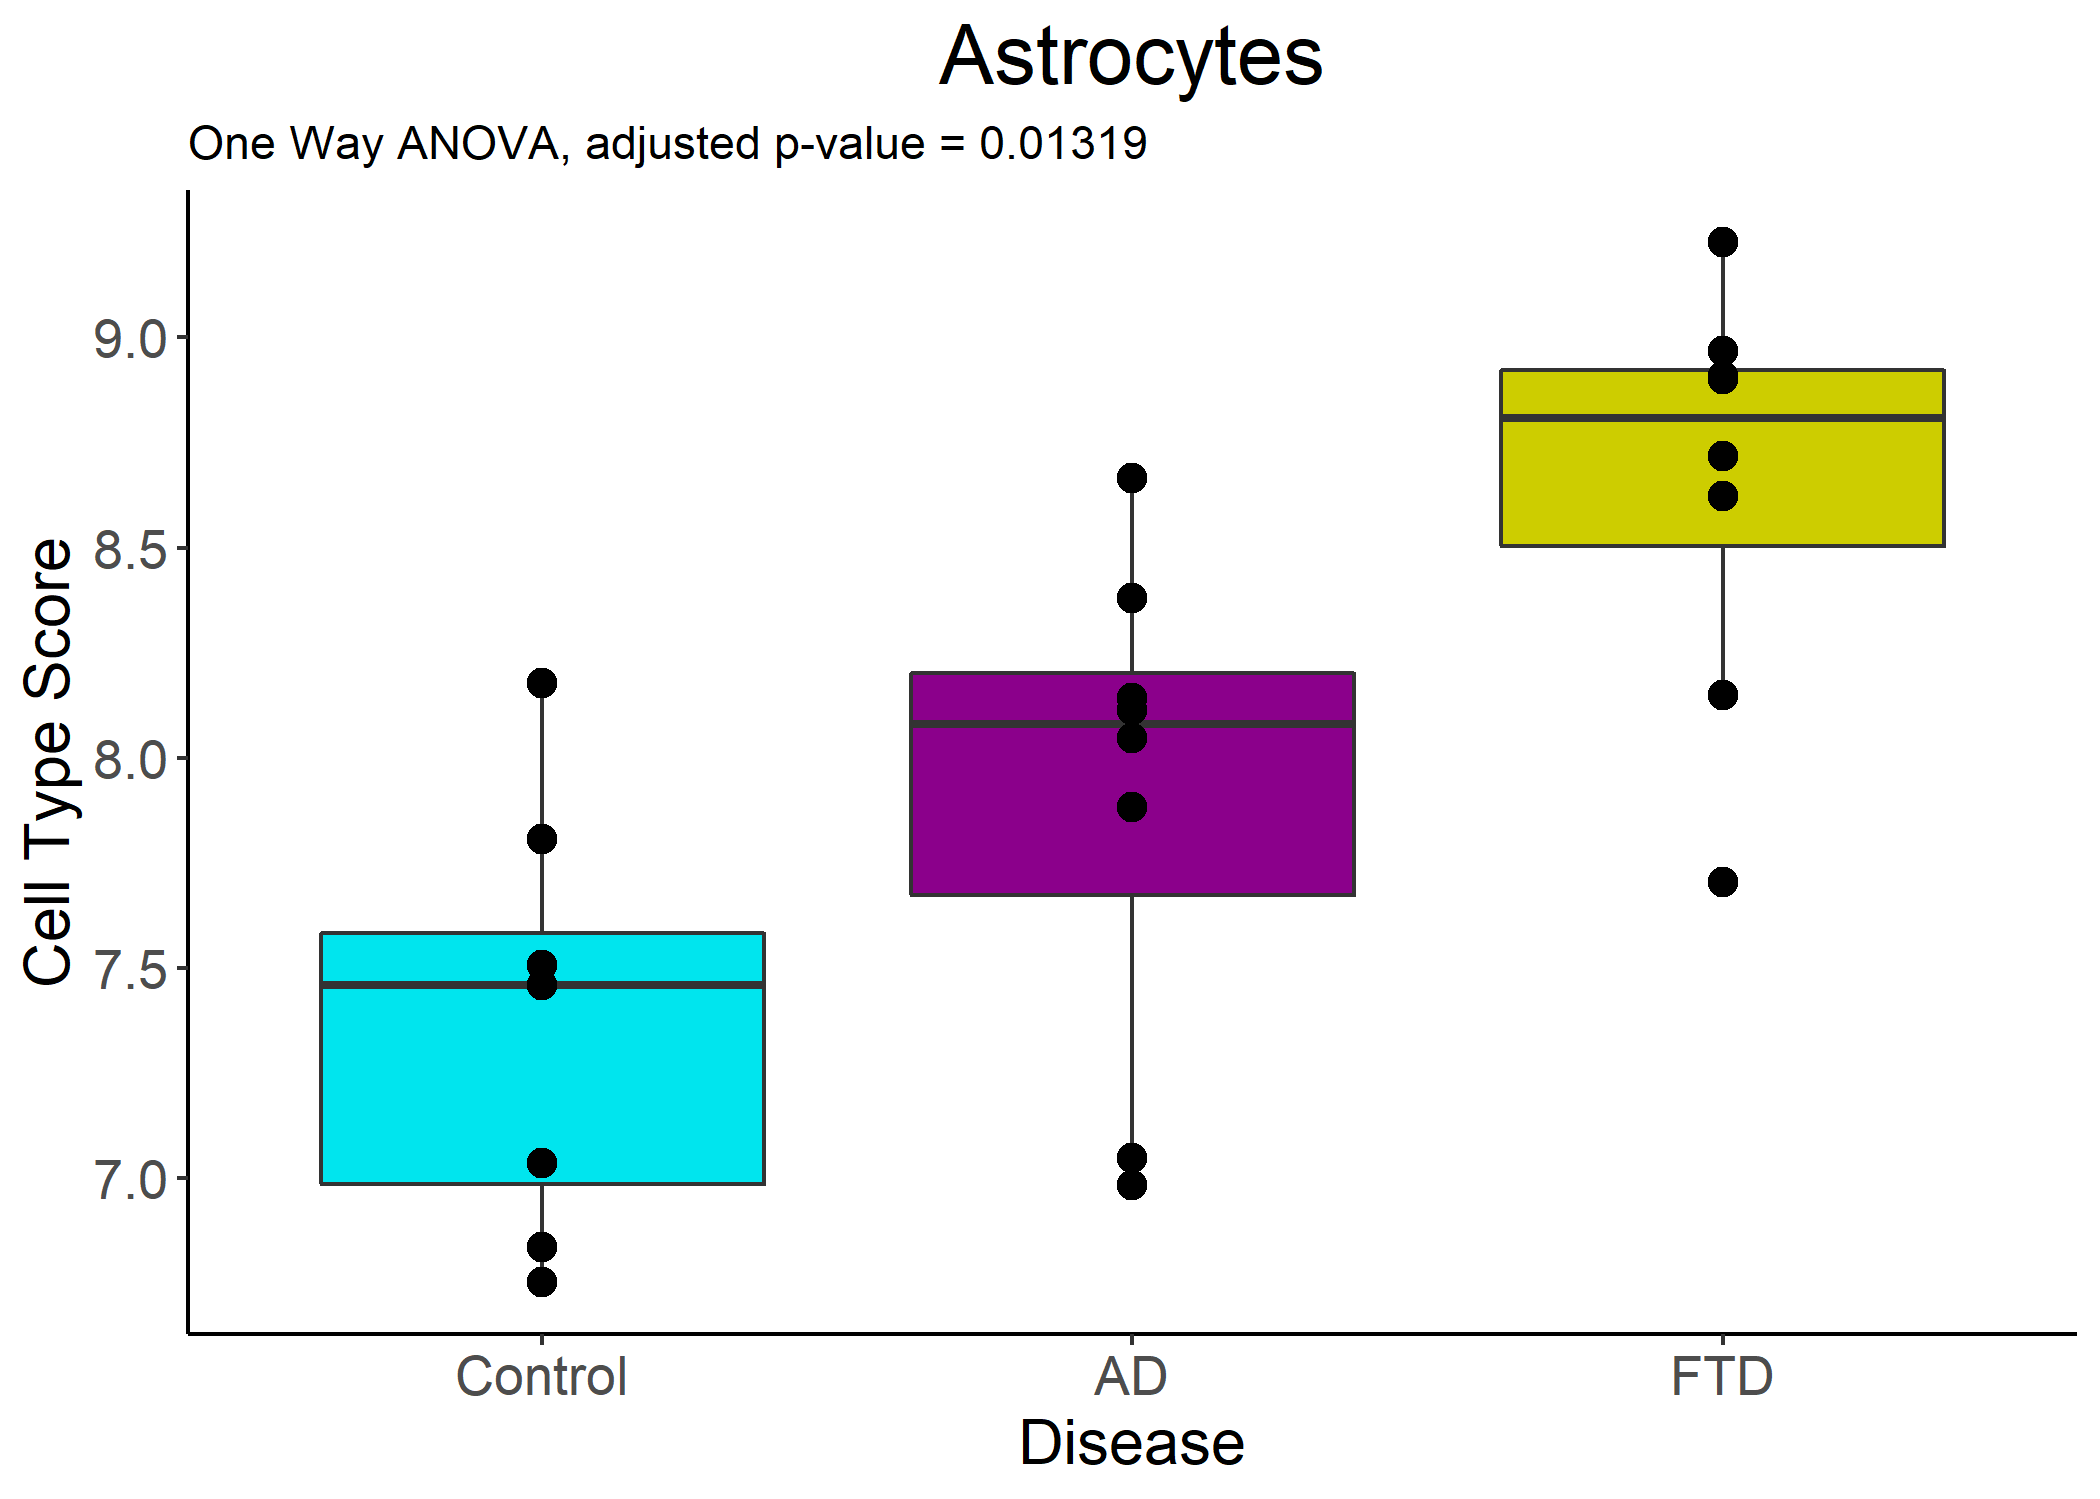 Astrocytes
One Way ANOVA, adjusted p-value = 0.01319
Cell Type Score
9.0
8.5
8.0
7.5
7.0
Control
AD
FTD
Disease